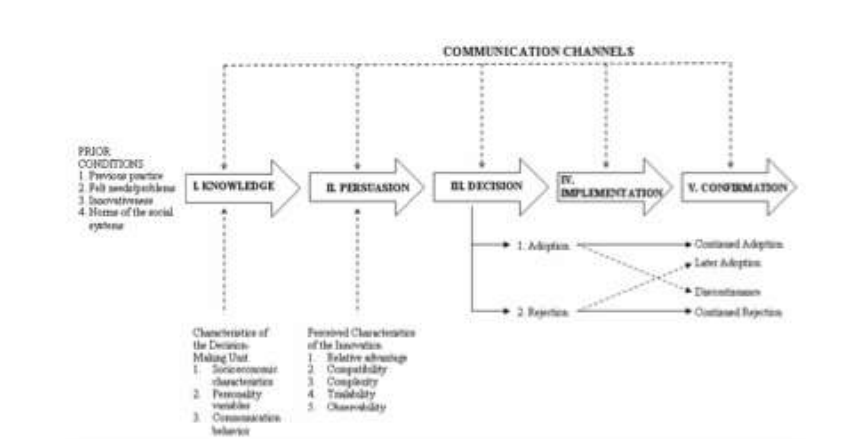 COMMUNICATION CHANNELS
PRIOR
CONDITIONS
1. Previous practice
2. Felt needs/problems
3. Innovativeness
4. Norms of the social
systems
I. KNOWLEDGE
II. PERSUASION
III. DECISION
IV.
IMPLEMENTATION
V. CONFIRMATION
1. Adoption
Continued Adoption
Later Adoption
Discontinuance
2. Rejection
Continued Rejection
Characteristics of
the Decision-
Making Unit
1. Socioeconomic
characteristics
2. Personality
variables
3. Communication
behavior
Perceived Characteristics
of the Innovation
1. Relative advantage
2. Compatibility
3. Complexity
4. Trialability
5. Observability